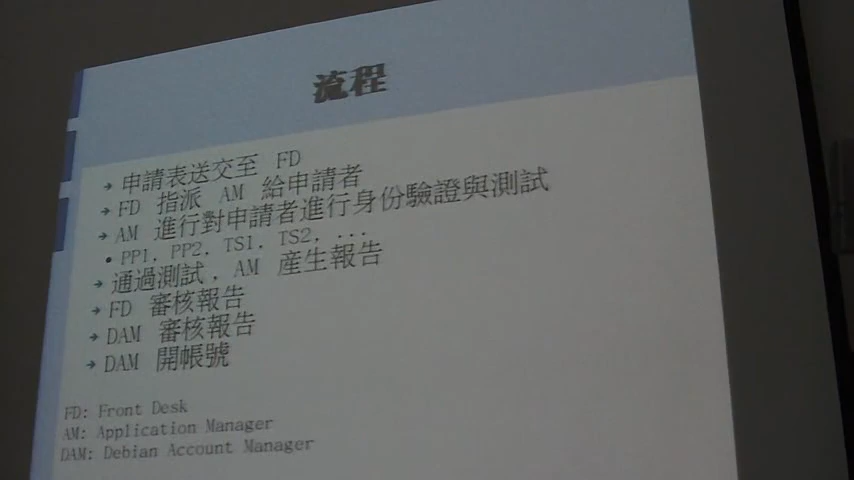 流程
申請表送交至 FD
FD 指派 AM 給申請者
AM 進行對申請者進行身份驗證與測試
PP1, PP2, TS1, TS2, ...
通過測試, AM 產生報告
FD 審核報告
DAM 審核報告
DAM 開帳號
FD: Front Desk
AM: Application Manager
DAM: Debian Account Manager